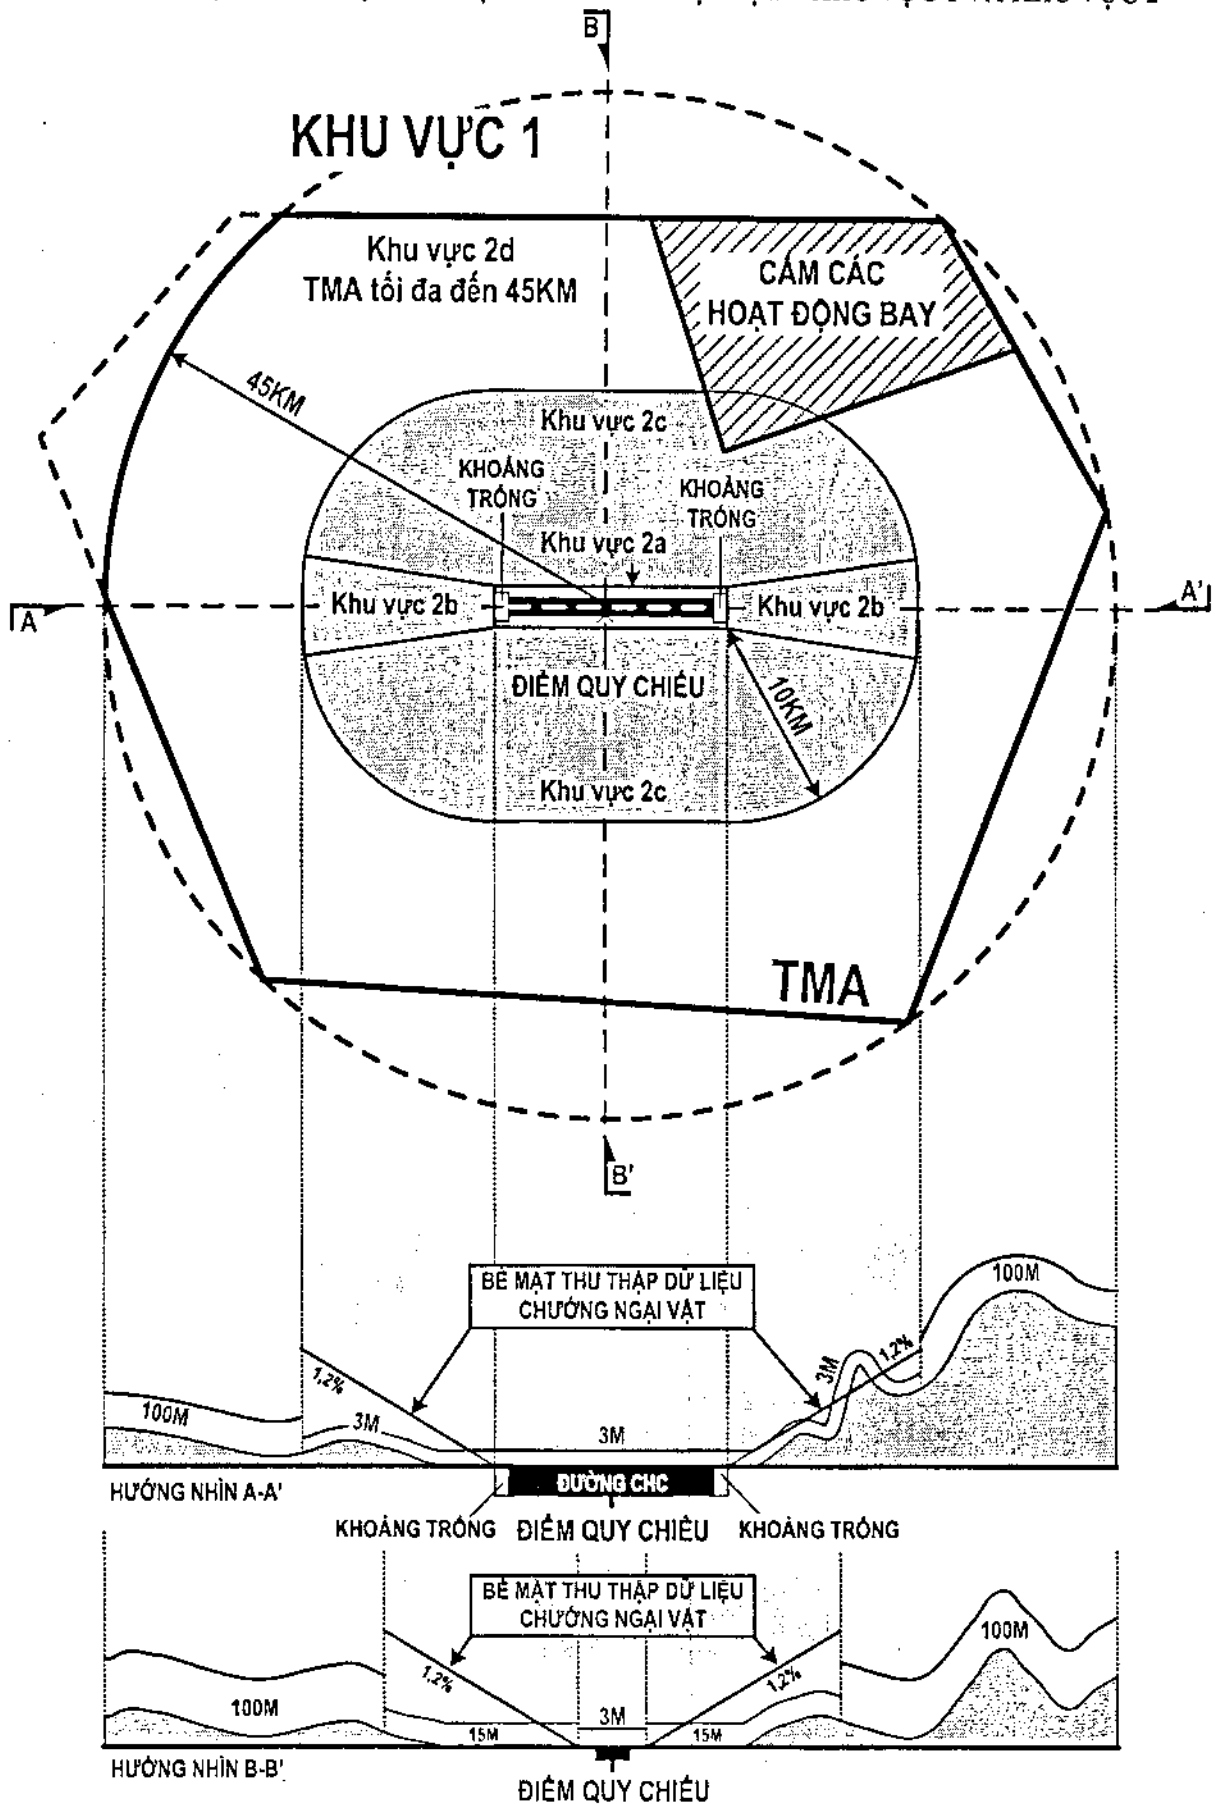 B
KHU VỰC 1
Khu vực 2d
TMA tối đa đến 45KM
CẤM CÁC
HOẠT ĐỘNG BAY
45KM
Khu vực 2c
KHOẢNG
TRỐNG
KHOẢNG
TRỐNG
Khu vực 2a
A
Khu vực 2b
Khu vực 2b
A'
ĐIỂM QUY CHIẾU
10KM
Khu vực 2c
TMA
B'
BỀ MẶT THU THẬP DỮ LIỆU
CHƯỚNG NGẠI VẬT
100M
1,2%
3M
1,2%
100M
3M
3M
ĐƯỜNG CHC
HƯỚNG NHÌN A-A'
KHOẢNG TRỐNG
ĐIỂM QUY CHIẾU
KHOẢNG TRỐNG
BỀ MẶT THU THẬP DỮ LIỆU
CHƯỚNG NGẠI VẬT
100M
1,2%
1,2%
100M
3M
15M
15M
HƯỚNG NHÌN B-B'
ĐIỂM QUY CHIẾU